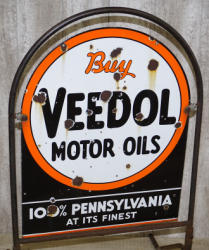 Buy
VEEDOL
MOTOR OILS
100% PENNSYLVANIA
AT ITS FINEST